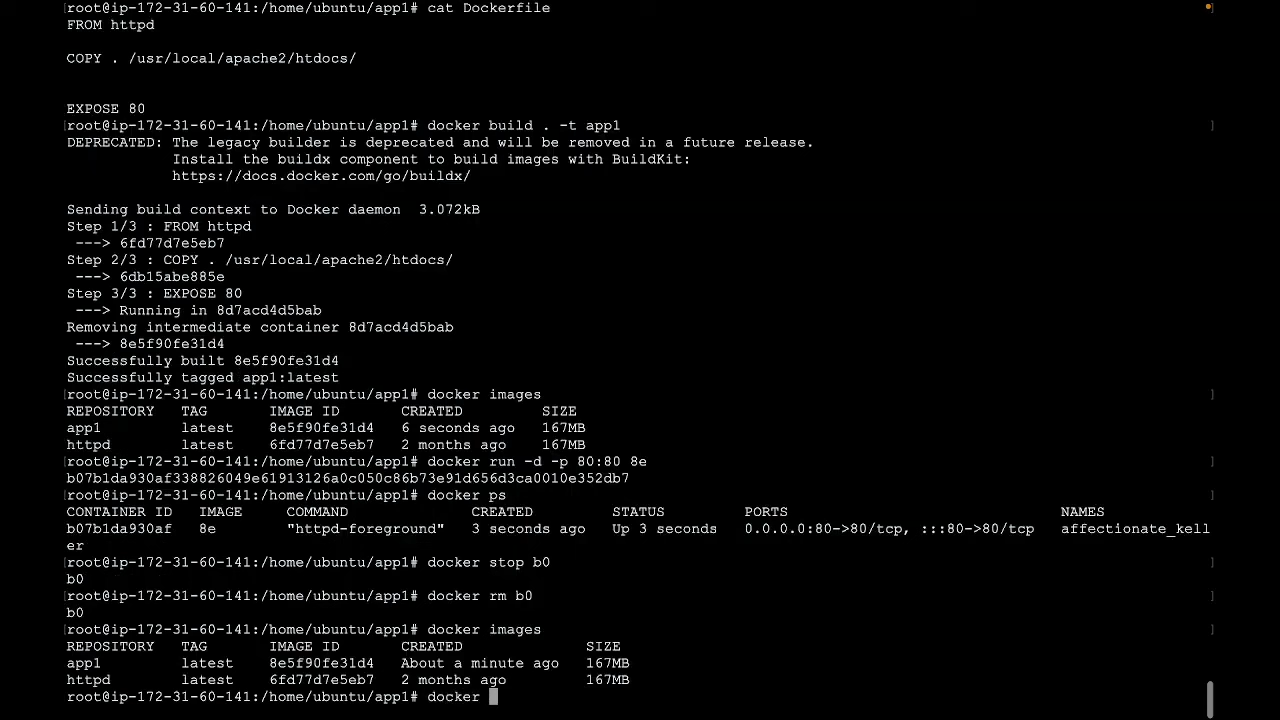 [root@ip-172-31-60-141:/home/ubuntu/app1# cat Dockerfile ]
FROM httpd
COPY . /usr/local/apache2/htdocs/
EXPOSE 80
[root@ip-172-31-60-141:/home/ubuntu/app1# docker build . -t app1 ]
DEPRECATED: The legacy builder is deprecated and will be removed in a future release.
Install the buildx component to build images with BuildKit:
https://docs.docker.com/go/buildx/
Sending build context to Docker daemon  3.072kB
Step 1/3 : FROM httpd
---> 6fd77d7e5eb7
Step 2/3 : COPY . /usr/local/apache2/htdocs/
---> 6db15abe885e
Step 3/3 : EXPOSE 80
---> Running in 8d7acd4d5bab
Removing intermediate container 8d7acd4d5bab
---> 8e5f90fe31d4
Successfully built 8e5f90fe31d4
Successfully tagged app1:latest
[root@ip-172-31-60-141:/home/ubuntu/app1# docker images ]
REPOSITORY   TAG       IMAGE ID       CREATED         SIZE
app1         latest    8e5f90fe31d4   6 seconds ago   167MB
httpd        latest    6fd77d7e5eb7   2 months ago    167MB
[root@ip-172-31-60-141:/home/ubuntu/app1# docker run -d -p 80:80 8e ]
b07b1da930af338826049e61913126a0c050c86b73e91d656d3ca0010e352db7
[root@ip-172-31-60-141:/home/ubuntu/app1# docker ps ]
CONTAINER ID   IMAGE     COMMAND              CREATED         STATUS         PORTS                               NAMES
b07b1da930af   8e        "httpd-foreground"   3 seconds ago   Up 3 seconds   0.0.0.0:80->80/tcp, :::80->80/tcp   affectionate_kell
er
[root@ip-172-31-60-141:/home/ubuntu/app1# docker stop b0 ]
b0
[root@ip-172-31-60-141:/home/ubuntu/app1# docker rm b0 ]
b0
[root@ip-172-31-60-141:/home/ubuntu/app1# docker images ]
REPOSITORY   TAG       IMAGE ID       CREATED              SIZE
app1         latest    8e5f90fe31d4   About a minute ago   167MB
httpd        latest    6fd77d7e5eb7   2 months ago         167MB
root@ip-172-31-60-141:/home/ubuntu/app1# docker